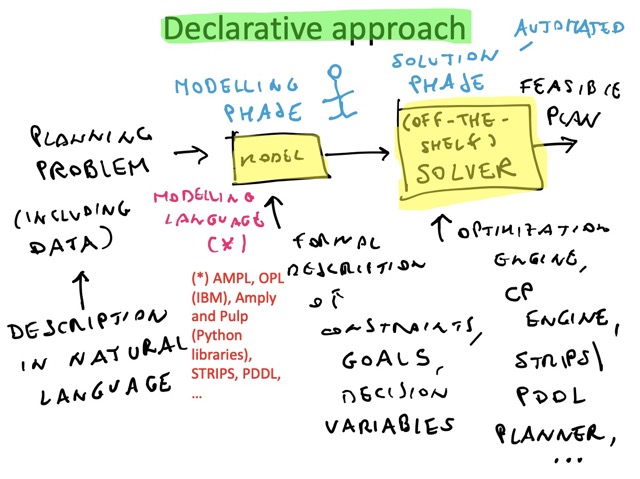 Declarative approach
AUTOMATED
MODELLING
PHASE
SOLUTION
PHASE
FEASIBLE
PLAN
PLANNING
PROBLEM
(INCLUDING
DATA)
MODEL
(OFF-THE-
SHELF)
SOLVER
MODELLING
LANGUAGE
(*)
(*) AMPL, OPL
(IBM), Amply
and Pulp
(Python
libraries),
STRIPS, PDDL,
...
DESCRIPTION
IN NATURAL
LANGUAGE
FORMAL
DESCRIPTION
OF
CONSTRAINTS,
GOALS,
DECISION
VARIABLES
OPTIMIZATION
ENGINE,
CP
ENGINE,
STRIPS/
PDDL
PLANNER,
...